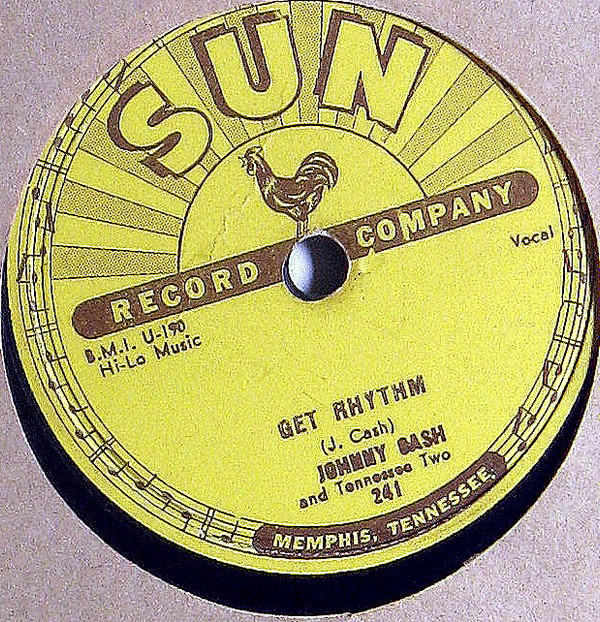 SUN
RECORD COMPANY
Vocal
B.M.I. U-190
Hi-Lo Music
GET RHYTHM
(J. Cash)
JOHNNY CASH
and Tennessee Two
241
MEMPHIS, TENNESSEE